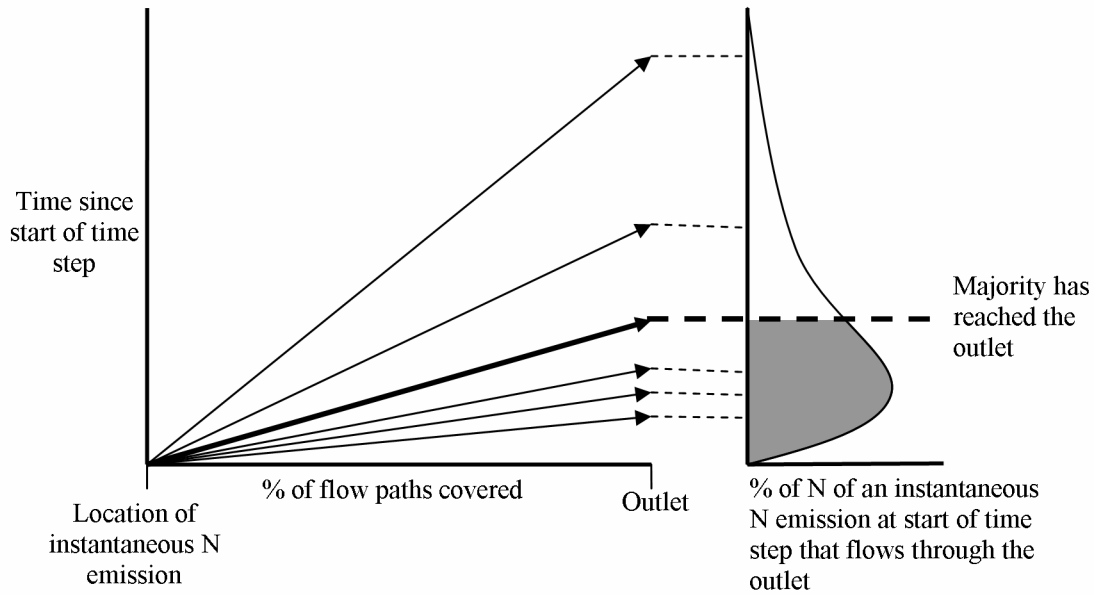 Time since
start of time
step
Majority has
reached the
outlet
% of flow paths covered
Outlet
Location of
instantaneous N
emission
% of N of an instantaneous
N emission at start of time
step that flows through the
outlet